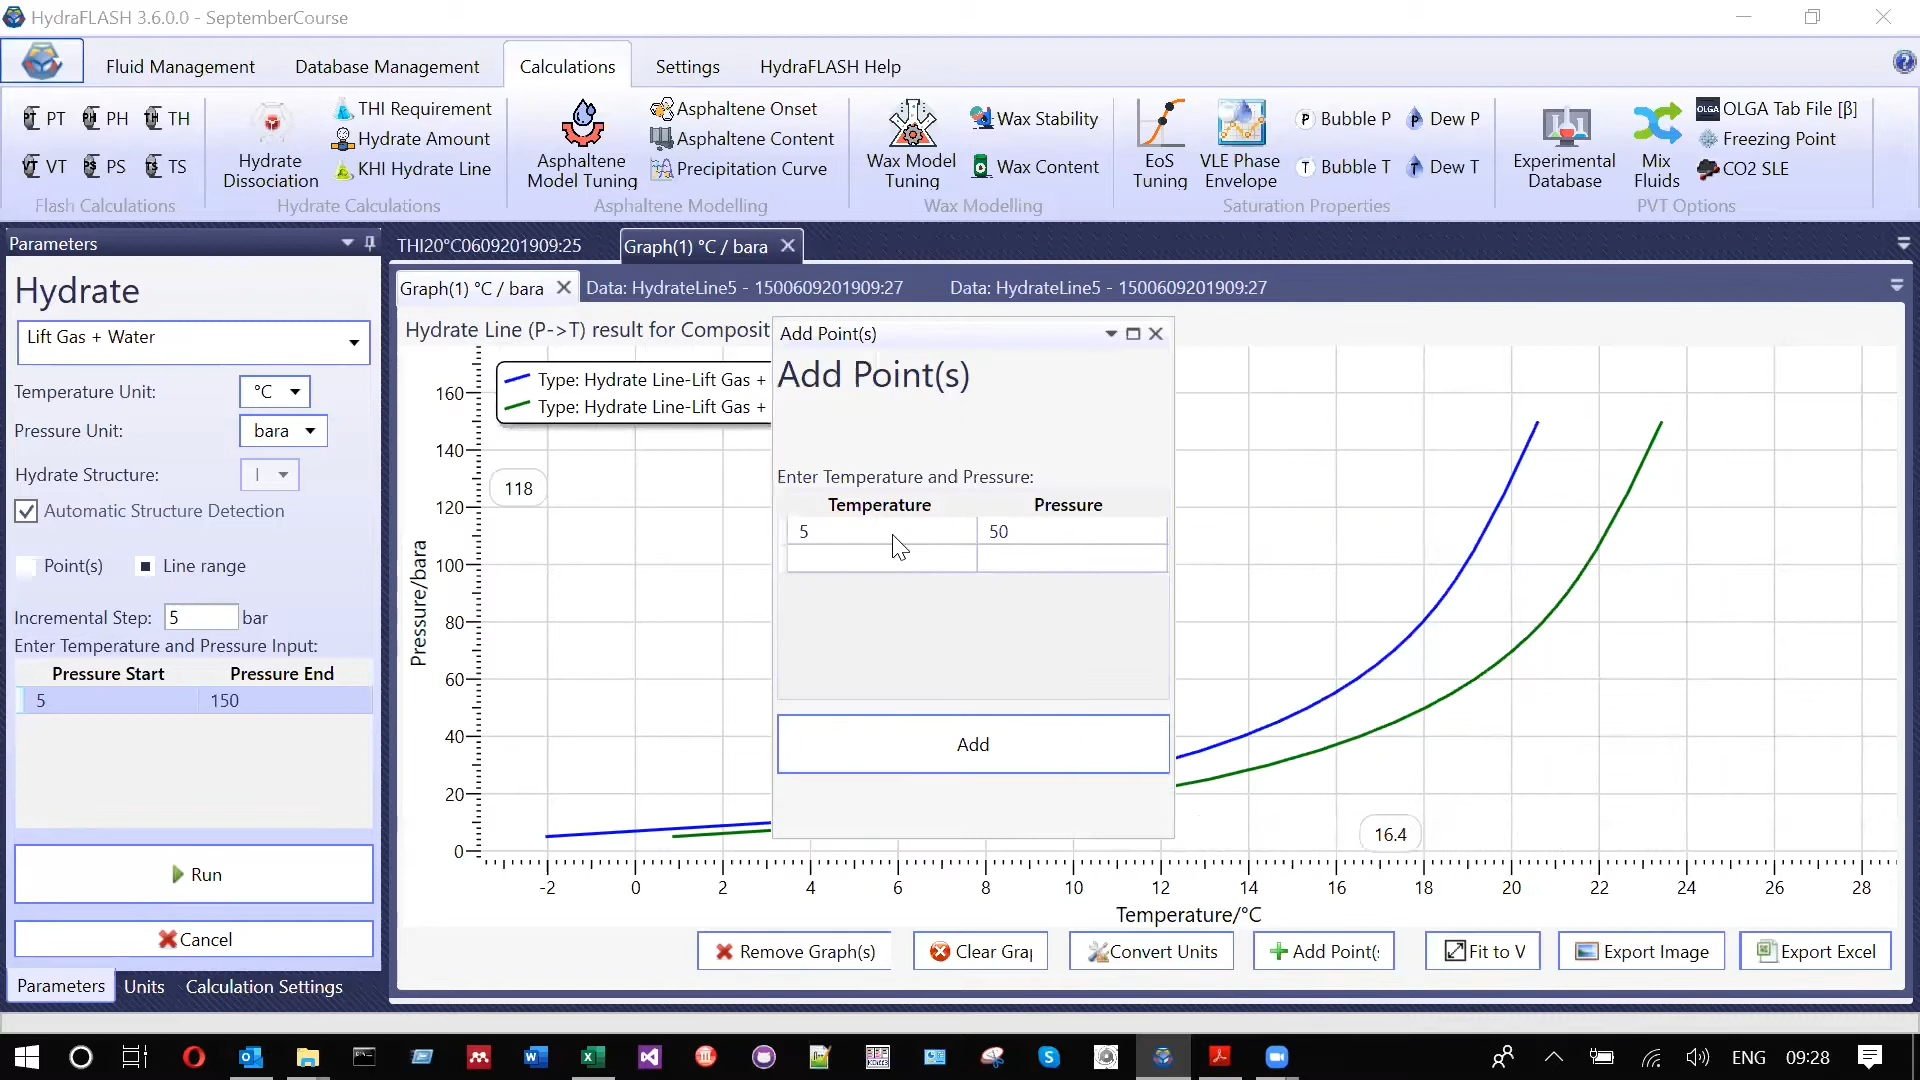 HydraFLASH 3.6.0.0 - SeptemberCourse
Fluid Management
Database Management
Calculations
Settings
HydraFLASH Help
PT
PH
TH
VT
PS
TS
Flash Calculations
Hydrate
Dissociation
THI Requirement
Hydrate Amount
KHI Hydrate Line
Hydrate Calculations
Asphaltene
Model Tuning
Asphaltene Onset
Asphaltene Content
Precipitation Curve
Asphaltene Modelling
Wax Model
Tuning
Wax Stability
Wax Content
Wax Modelling
EoS
Tuning
VLE Phase
Envelope
Bubble P
Dew P
Bubble T
Dew T
Saturation Properties
Experimental
Database
Mix
Fluids
OLGA Tab File [β]
Freezing Point
CO2 SLE
PVT Options
Parameters
Hydrate
Lift Gas + Water
Temperature Unit:
°C
Pressure Unit:
bara
Hydrate Structure:
I
Automatic Structure Detection
Point(s)
Line range
Incremental Step:
5
bar
Enter Temperature and Pressure Input:
Pressure Start
Pressure End
5
150
Run
Cancel
Parameters
Units
Calculation Settings
THI20°C0609201909:25
Graph(1) °C / bara
Graph(1) °C / bara
Data: HydrateLine5 - 1500609201909:27
Data: HydrateLine5 - 1500609201909:27
Hydrate Line (P->T) result for Composit
Type: Hydrate Line-Lift Gas +
Type: Hydrate Line-Lift Gas +
118
Pressure/bara
160
140
120
100
80
60
40
20
0
-2
0
2
4
6
8
10
12
14
16
18
20
22
24
26
28
16.4
Temperature/°C
Add Point(s)
Add Point(s)
Enter Temperature and Pressure:
Temperature
Pressure
5
50
Add
Remove Graph(s)
Clear Gra
Convert Units
Add Point(s
Fit to V
Export Image
Export Excel
ENG
09:28